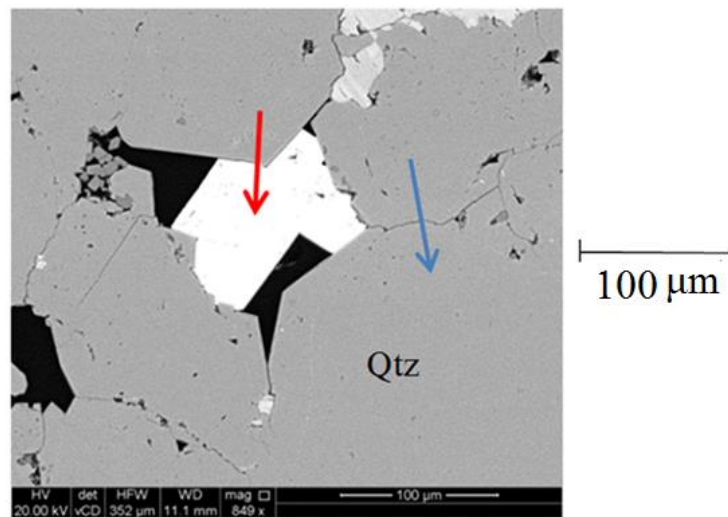 100 µm
Qtz
HV det HFW WD mag □ 100 µm
20.00 kV vCD 352 µm 11.1 mm 849x